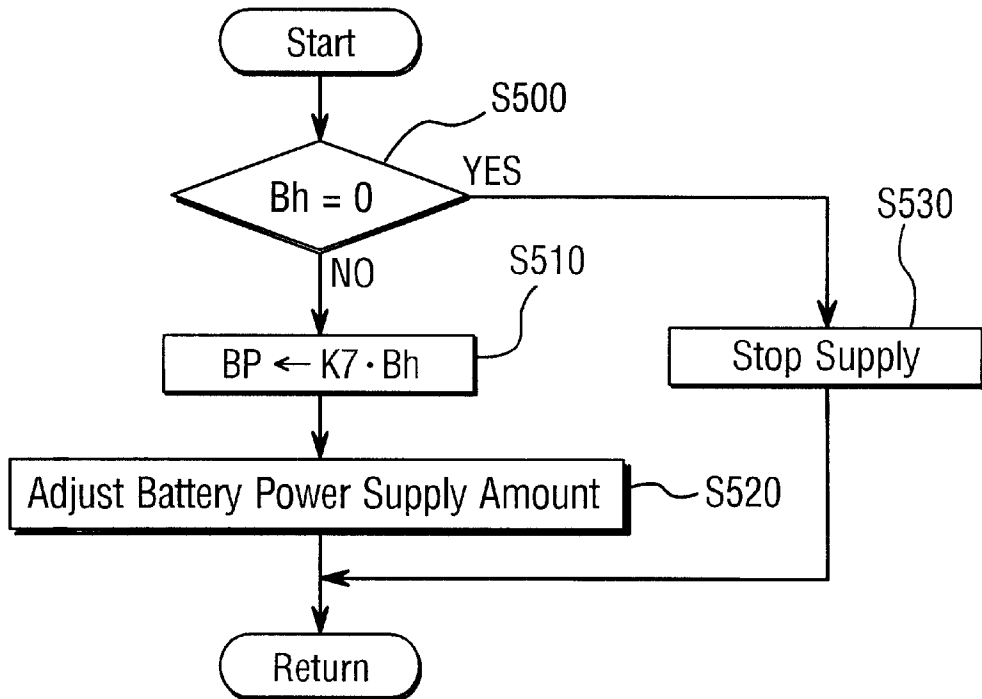 Start
S500
Bh = 0
YES
NO
S530
S510
BP ← K7 · Bh
Stop Supply
Adjust Battery Power Supply Amount
S520
Return